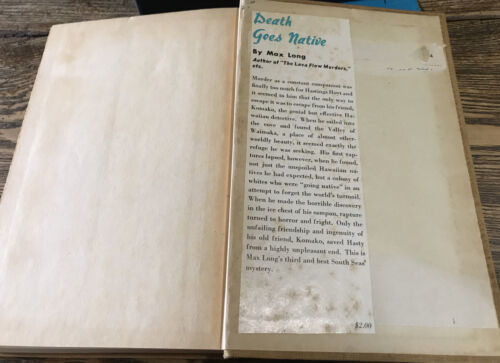 Death
Goes Native
By Max Long
Author of "The Lava Flow Murders,"
etc.
Murder as a constant companion was
finally too much for Hastings Hoyt and
it seemed to him that the only way to
escape it was to escape from his friend,
Komako, the genial but effective Ha-
waiian detective. When he sailed into
the cove and found the Valley of
Waimaka, a place of almost other-
worldly beauty, it seemed exactly the
refuge he was seeking. His first rap-
tures lapsed, however, when he found,
not just the unspoiled Hawaiian na-
tives he had expected, but a colony of
whites who were "going native" in an
attempt to forget the world's turmoil.
When he made the horrible discovery
in the ice chest of his sampan, rapture
turned to horror and fright. Only the
unfailing friendship and ingenuity of
his old friend, Komako, saved Hasty
from a highly unpleasant end. This is
Max Long's third and best South Seas
mystery.
$2.00